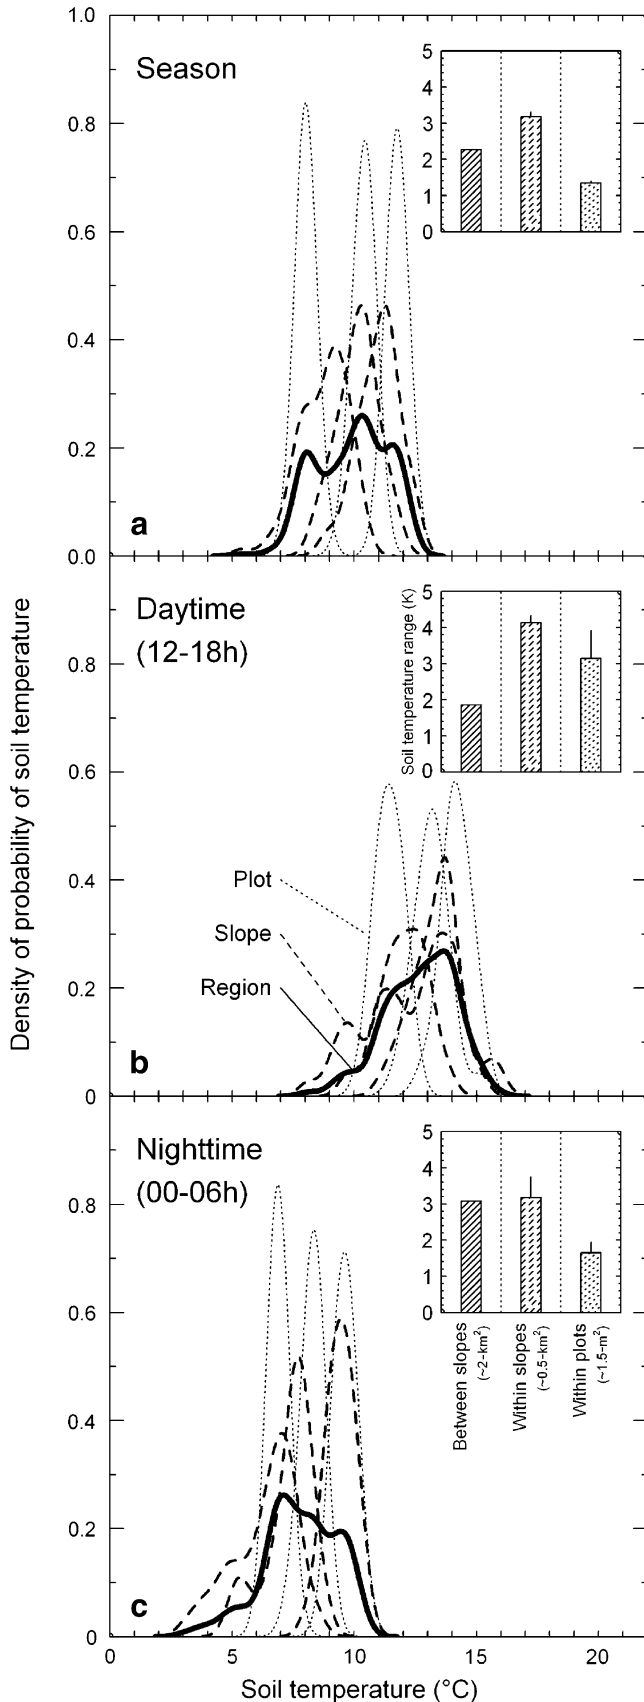 Density of probability of soil temperature
1.0
0.8
0.6
0.4
0.2
0.0
Season
a
5
4
3
2
1
0
0.8
0.6
0.4
0.2
0
Daytime
(12-18h)
Plot
Slope
Region
b
Soil temperature range (K)
5
4
3
2
1
0
0.8
0.6
0.4
0.2
0
Nighttime
(00-06h)
c
5
4
3
2
1
0
Between slopes
(~2-km²)
Within slopes
(~0.5-km²)
Within plots
(~1.5-m²)
0 5 10 15 20
Soil temperature (°C)